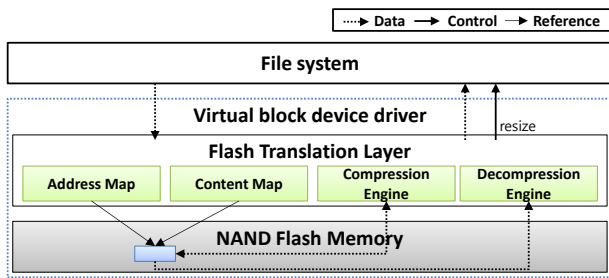 Data Control Reference
File system
Virtual block device driver
resize
Flash Translation Layer
Address Map Content Map Compression Engine Decompression Engine
NAND Flash Memory